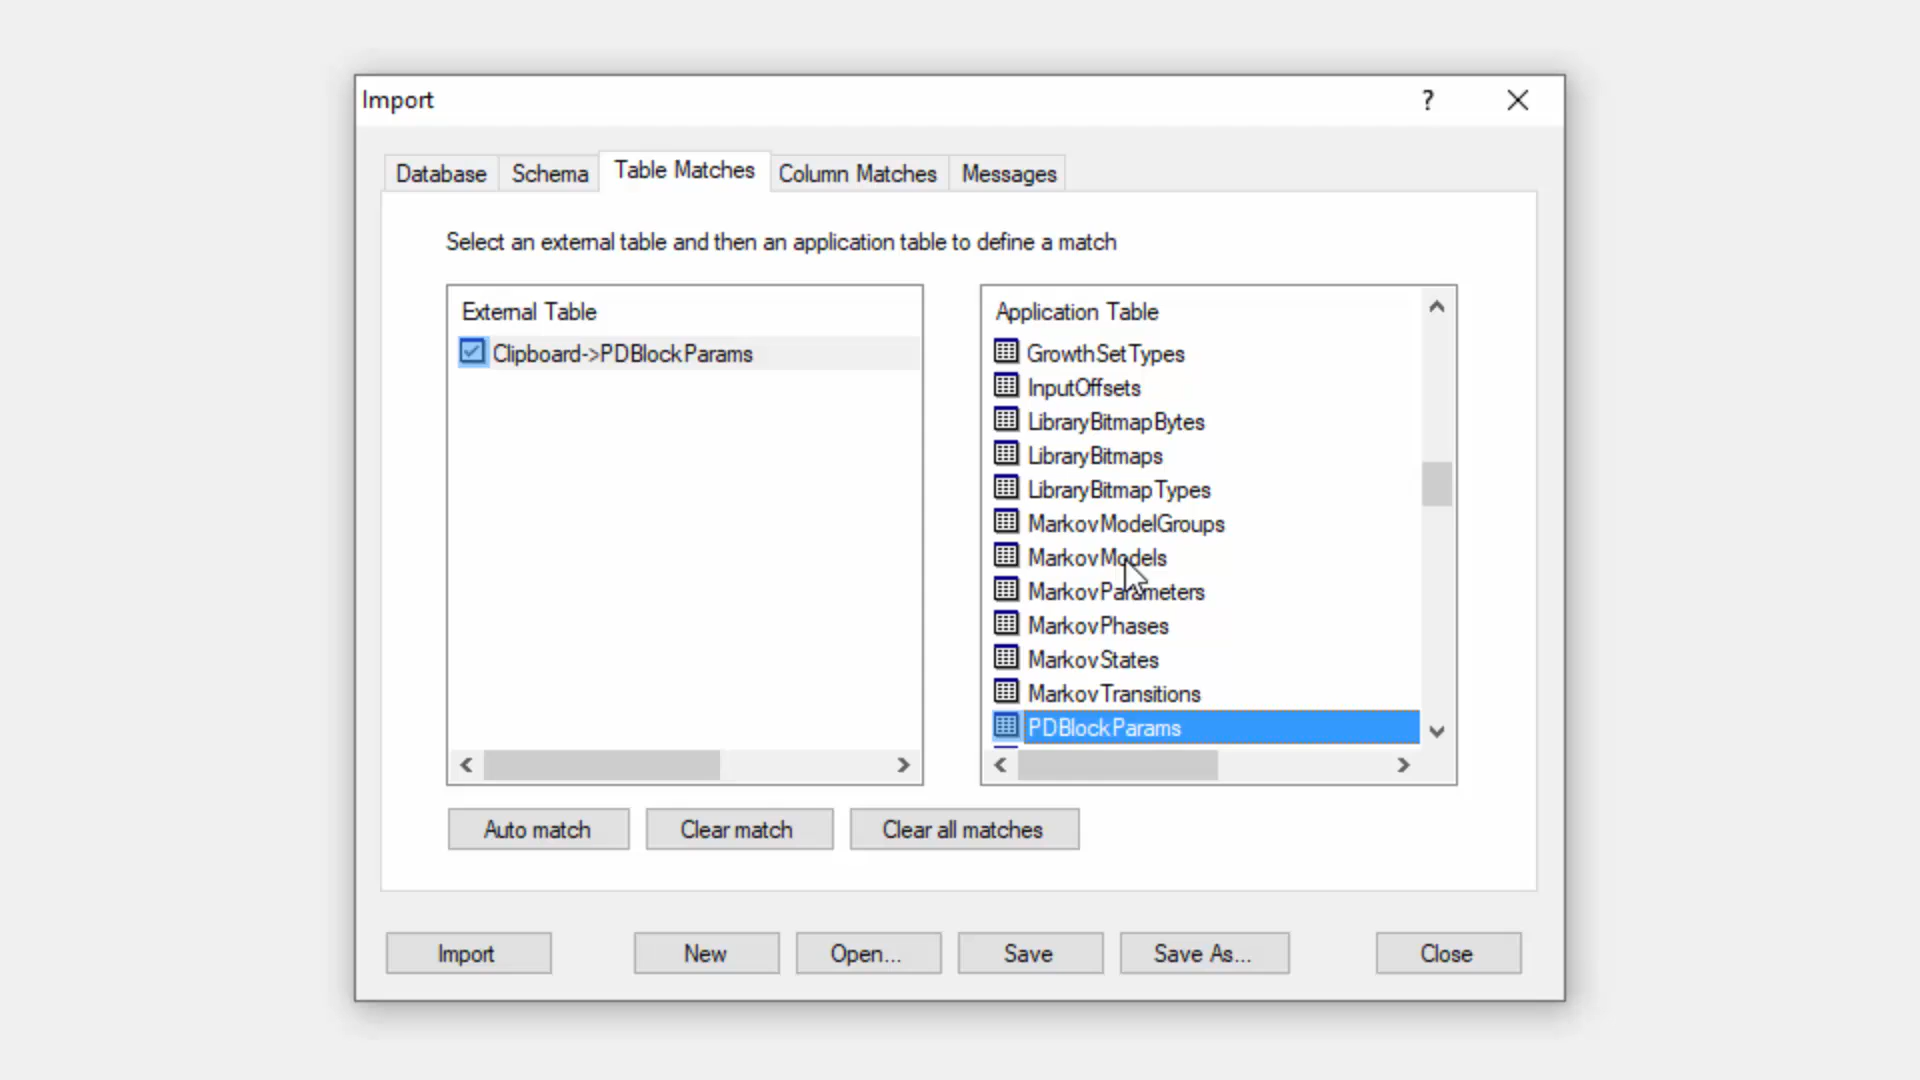 Import
?
Database Schema Table Matches Column Matches Messages
Select an external table and then an application table to define a match
External Table
Clipboard->PDBlockParams
Application Table
GrowthSetTypes
InputOffsets
LibraryBitmapBytes
LibraryBitmaps
LibraryBitmapTypes
MarkovModelGroups
MarkovModels
MarkovParameters
MarkovPhases
MarkovStates
MarkovTransitions
PDBlockParams
Auto match Clear match Clear all matches
Import New Open... Save Save As... Close